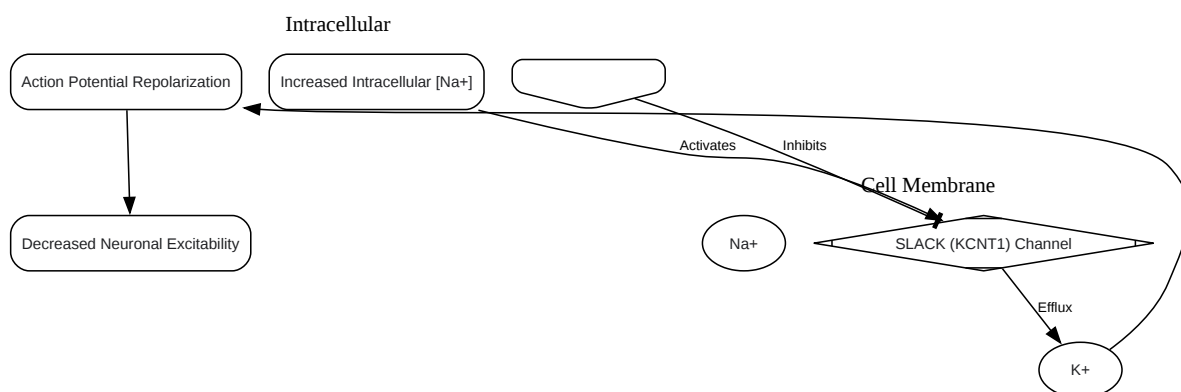 Intracellular
Action Potential Repolarization
Increased Intracellular [Na+]
Activates
Inhibits
Cell Membrane
Decreased Neuronal Excitability
Na+
SLACK (KCNT1) Channel
Efflux
K+